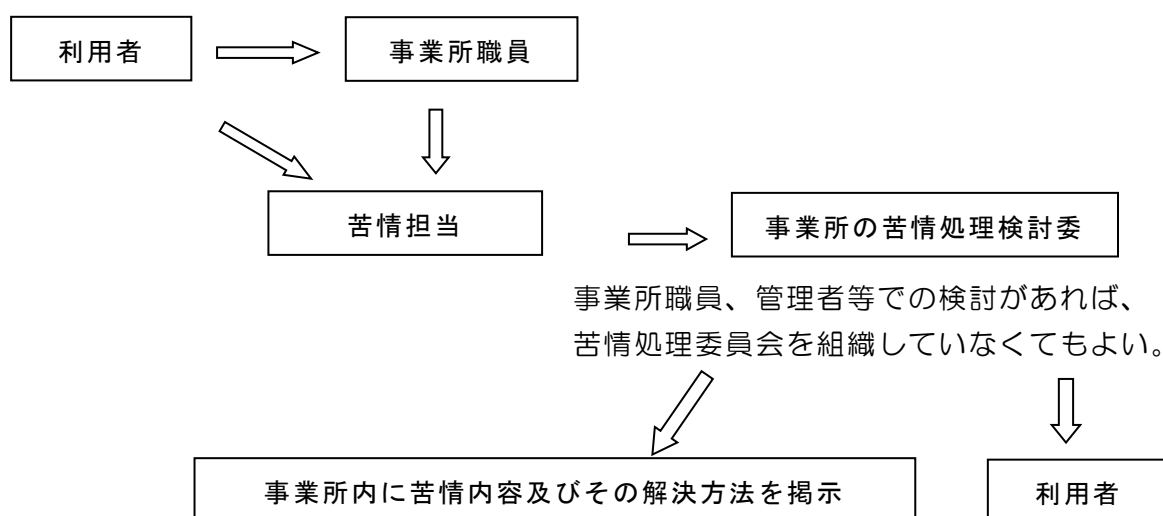 利用者
事業所職員
苦情担当
事業所の苦情処理検討委
事業所職員、管理者等での検討があれば、
苦情処理委員会を組織していなくてもよい。
事業所内に苦情内容及びその解決方法を掲示
利用者